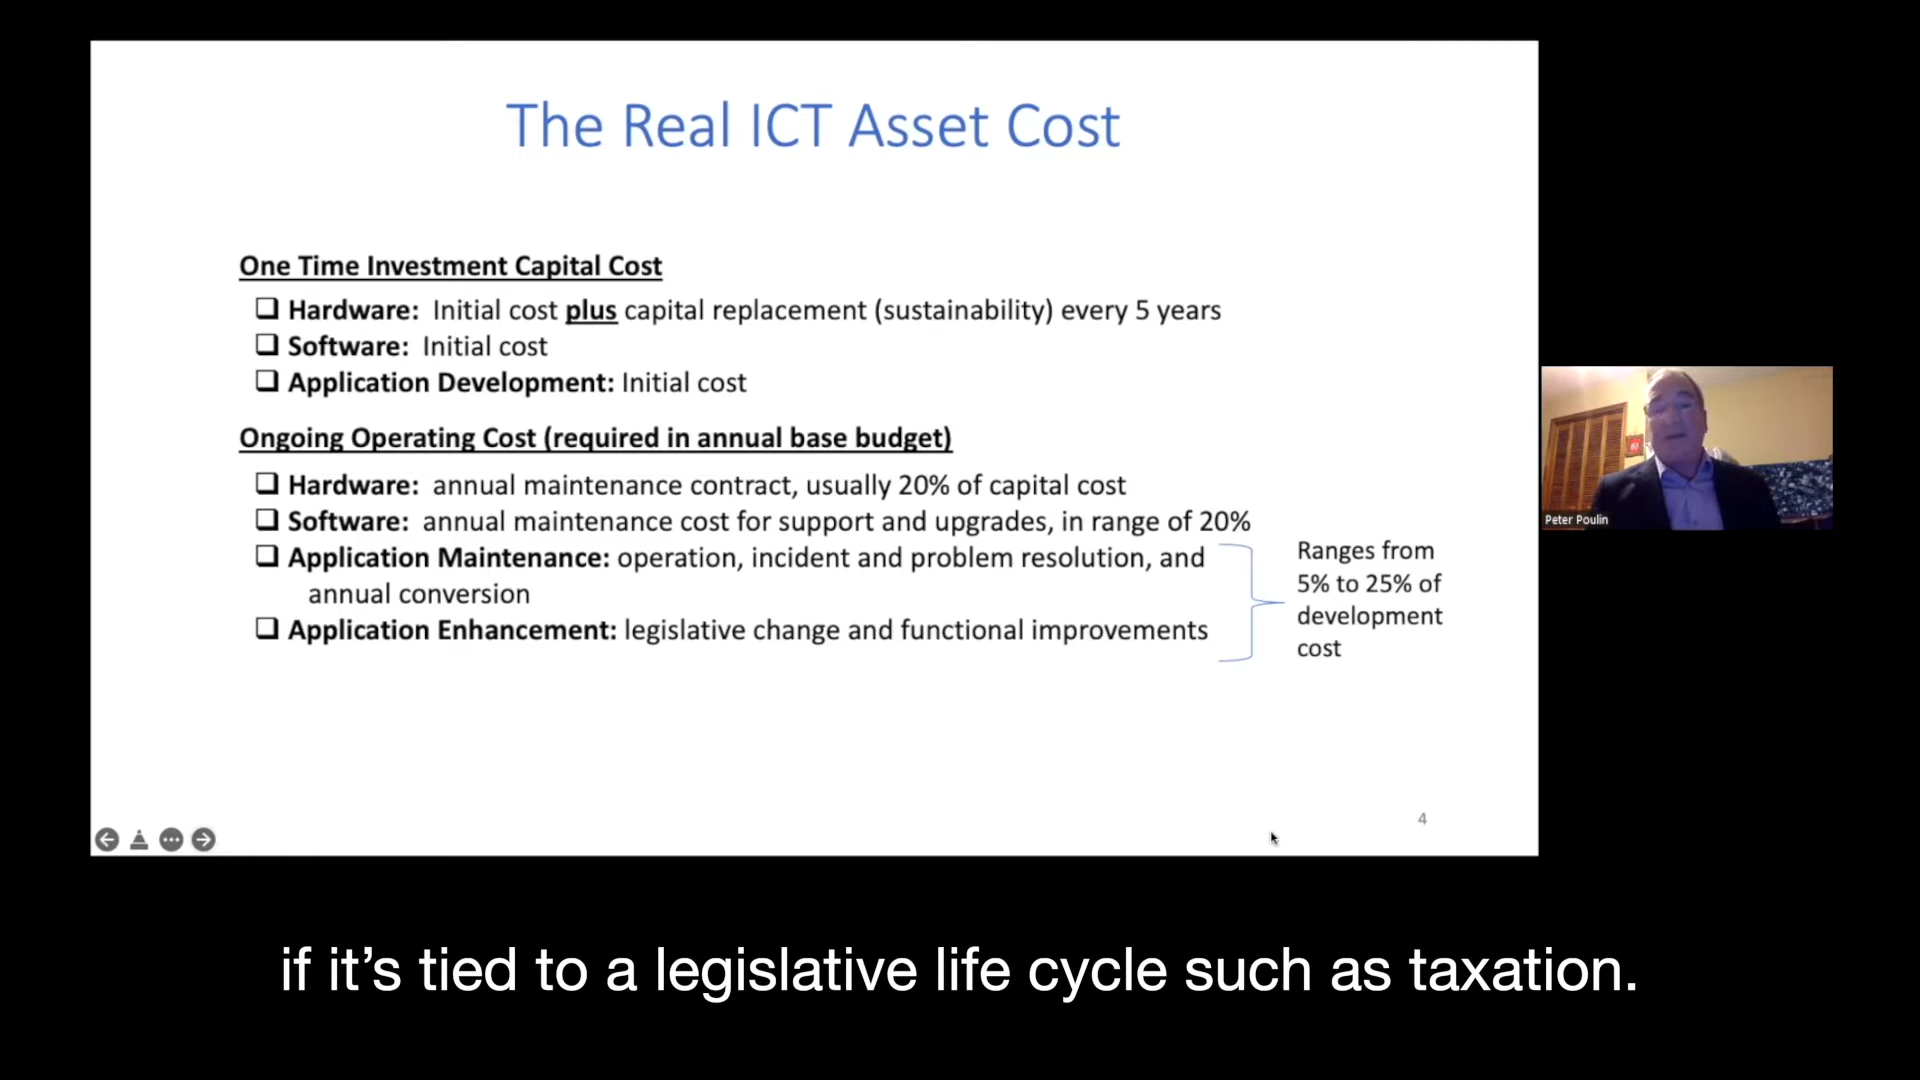 The Real ICT Asset Cost
One Time Investment Capital Cost
Hardware: Initial cost plus capital replacement (sustainability) every 5 years
Software: Initial cost
Application Development: Initial cost
Ongoing Operating Cost (required in annual base budget)
Hardware: annual maintenance contract, usually 20% of capital cost
Software: annual maintenance cost for support and upgrades, in range of 20%
Application Maintenance: operation, incident and problem resolution, and
annual conversion
Application Enhancement: legislative change and functional improvements
Ranges from
5% to 25% of
development
cost
4
Peter Poulin
if it’s tied to a legislative life cycle such as taxation.